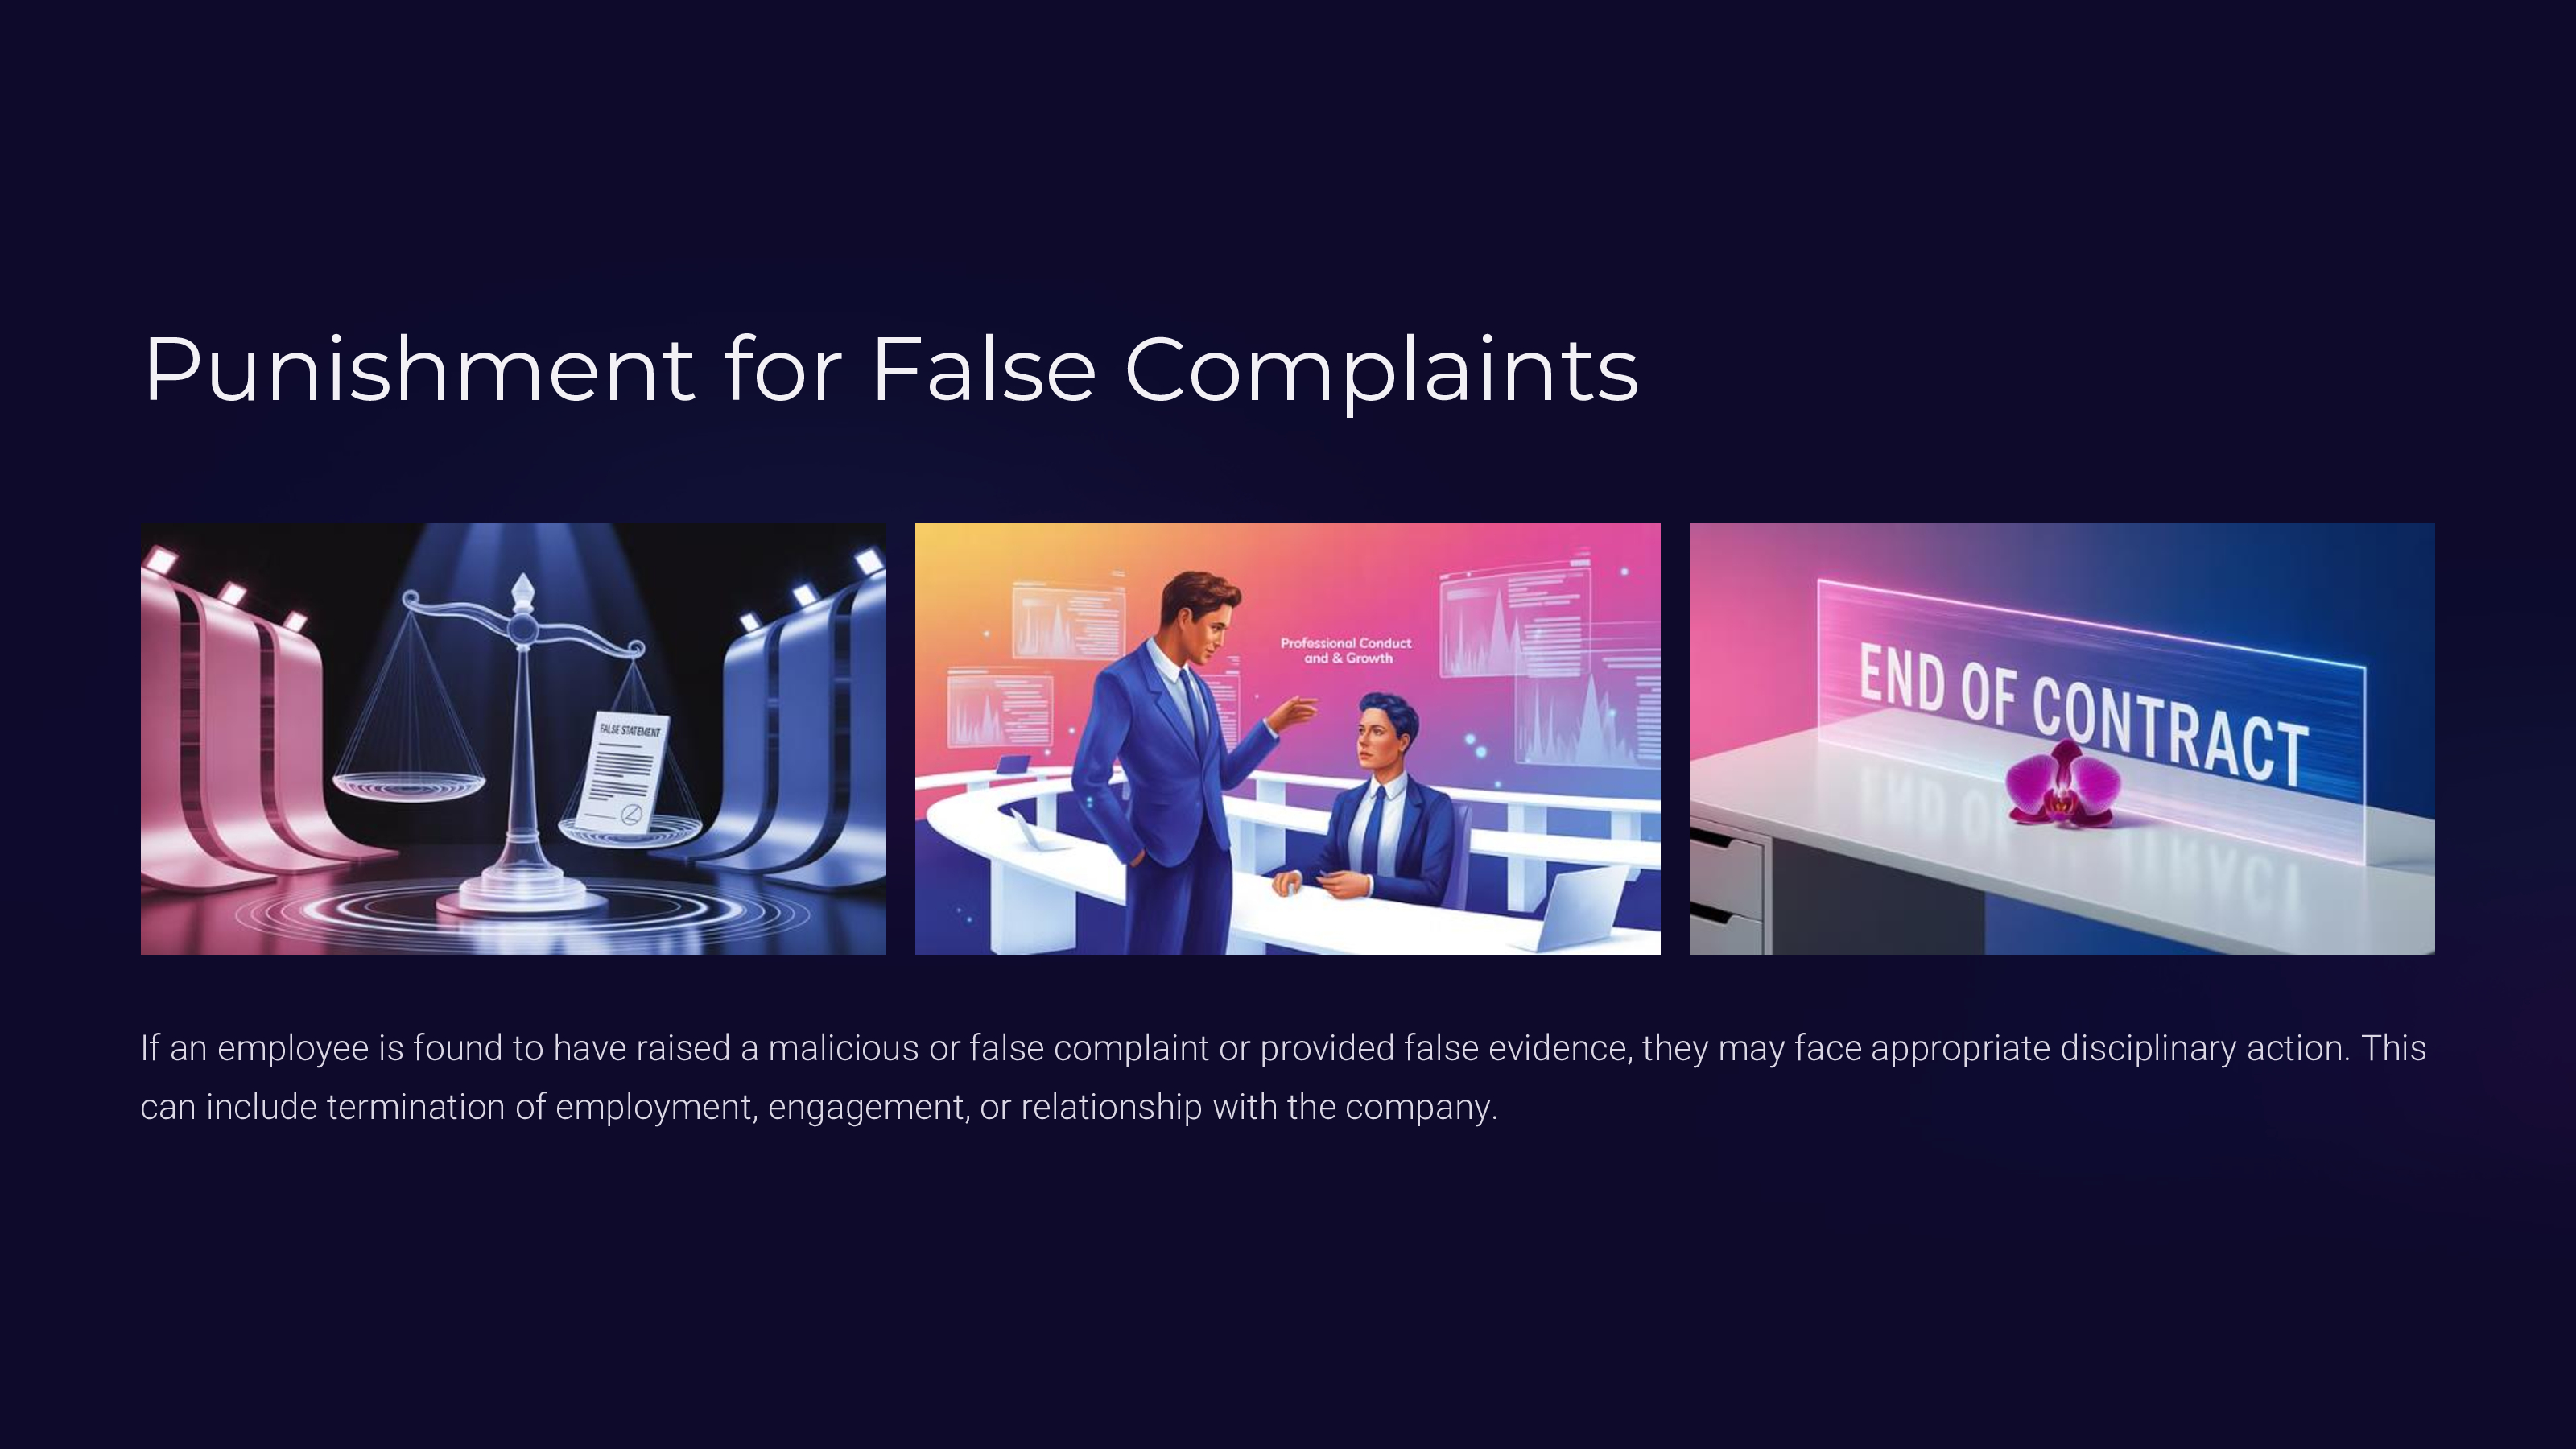 Punishment for False Complaints
FALSE STATEMENT
Professional Conduct
and & Growth
END OF CONTRACT
If an employee is found to have raised a malicious or false complaint or provided false evidence, they may face appropriate disciplinary action. This
can include termination of employment, engagement, or relationship with the company.